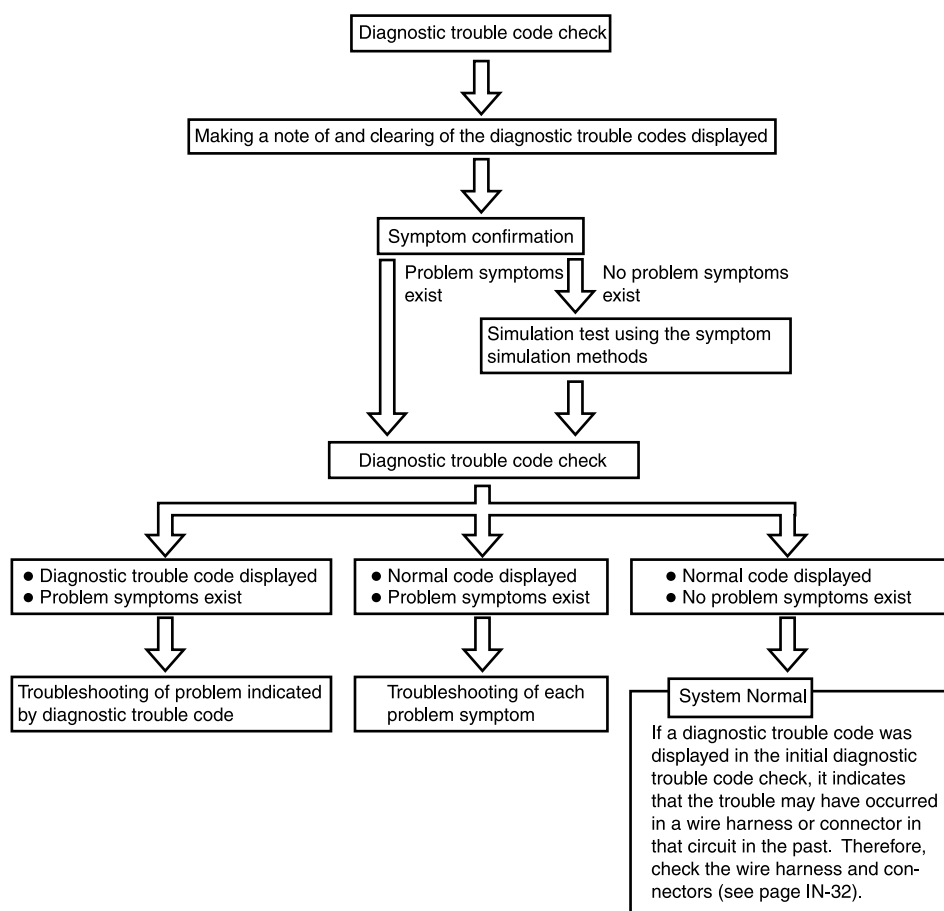 Diagnostic trouble code check
Making a note of and clearing of the diagnostic trouble codes displayed
Symptom confirmation
Problem symptoms
exist
No problem symptoms
exist
Simulation test using the symptom
simulation methods
Diagnostic trouble code check
● Diagnostic trouble code displayed
● Problem symptoms exist
● Normal code displayed
● Problem symptoms exist
● Normal code displayed
● No problem symptoms exist
Troubleshooting of problem indicated
by diagnostic trouble code
Troubleshooting of each
problem symptom
System Normal
If a diagnostic trouble code was
displayed in the initial diagnostic
trouble code check, it indicates
that the trouble may have occurred
in a wire harness or connector in
that circuit in the past. Therefore,
check the wire harness and con-
nectors (see page IN-32).